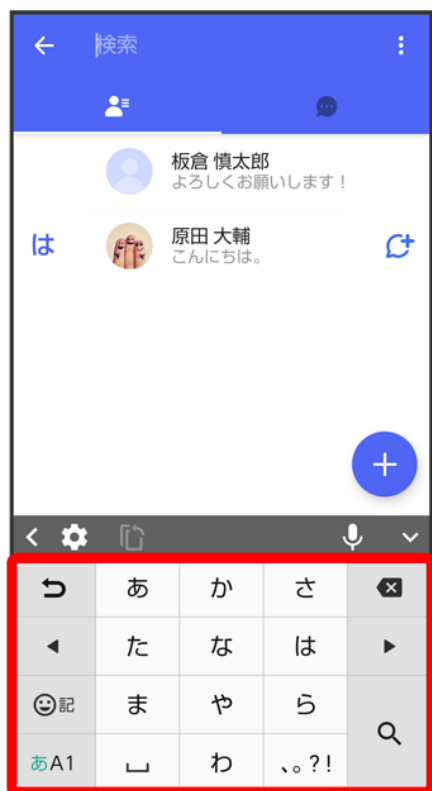 検索
板倉 慎太郎
よろしくお願いします！
は
原田 大輔
こんにちは。
あ か さ
た な は
記 ま や ら
あA1 わ 、。?!